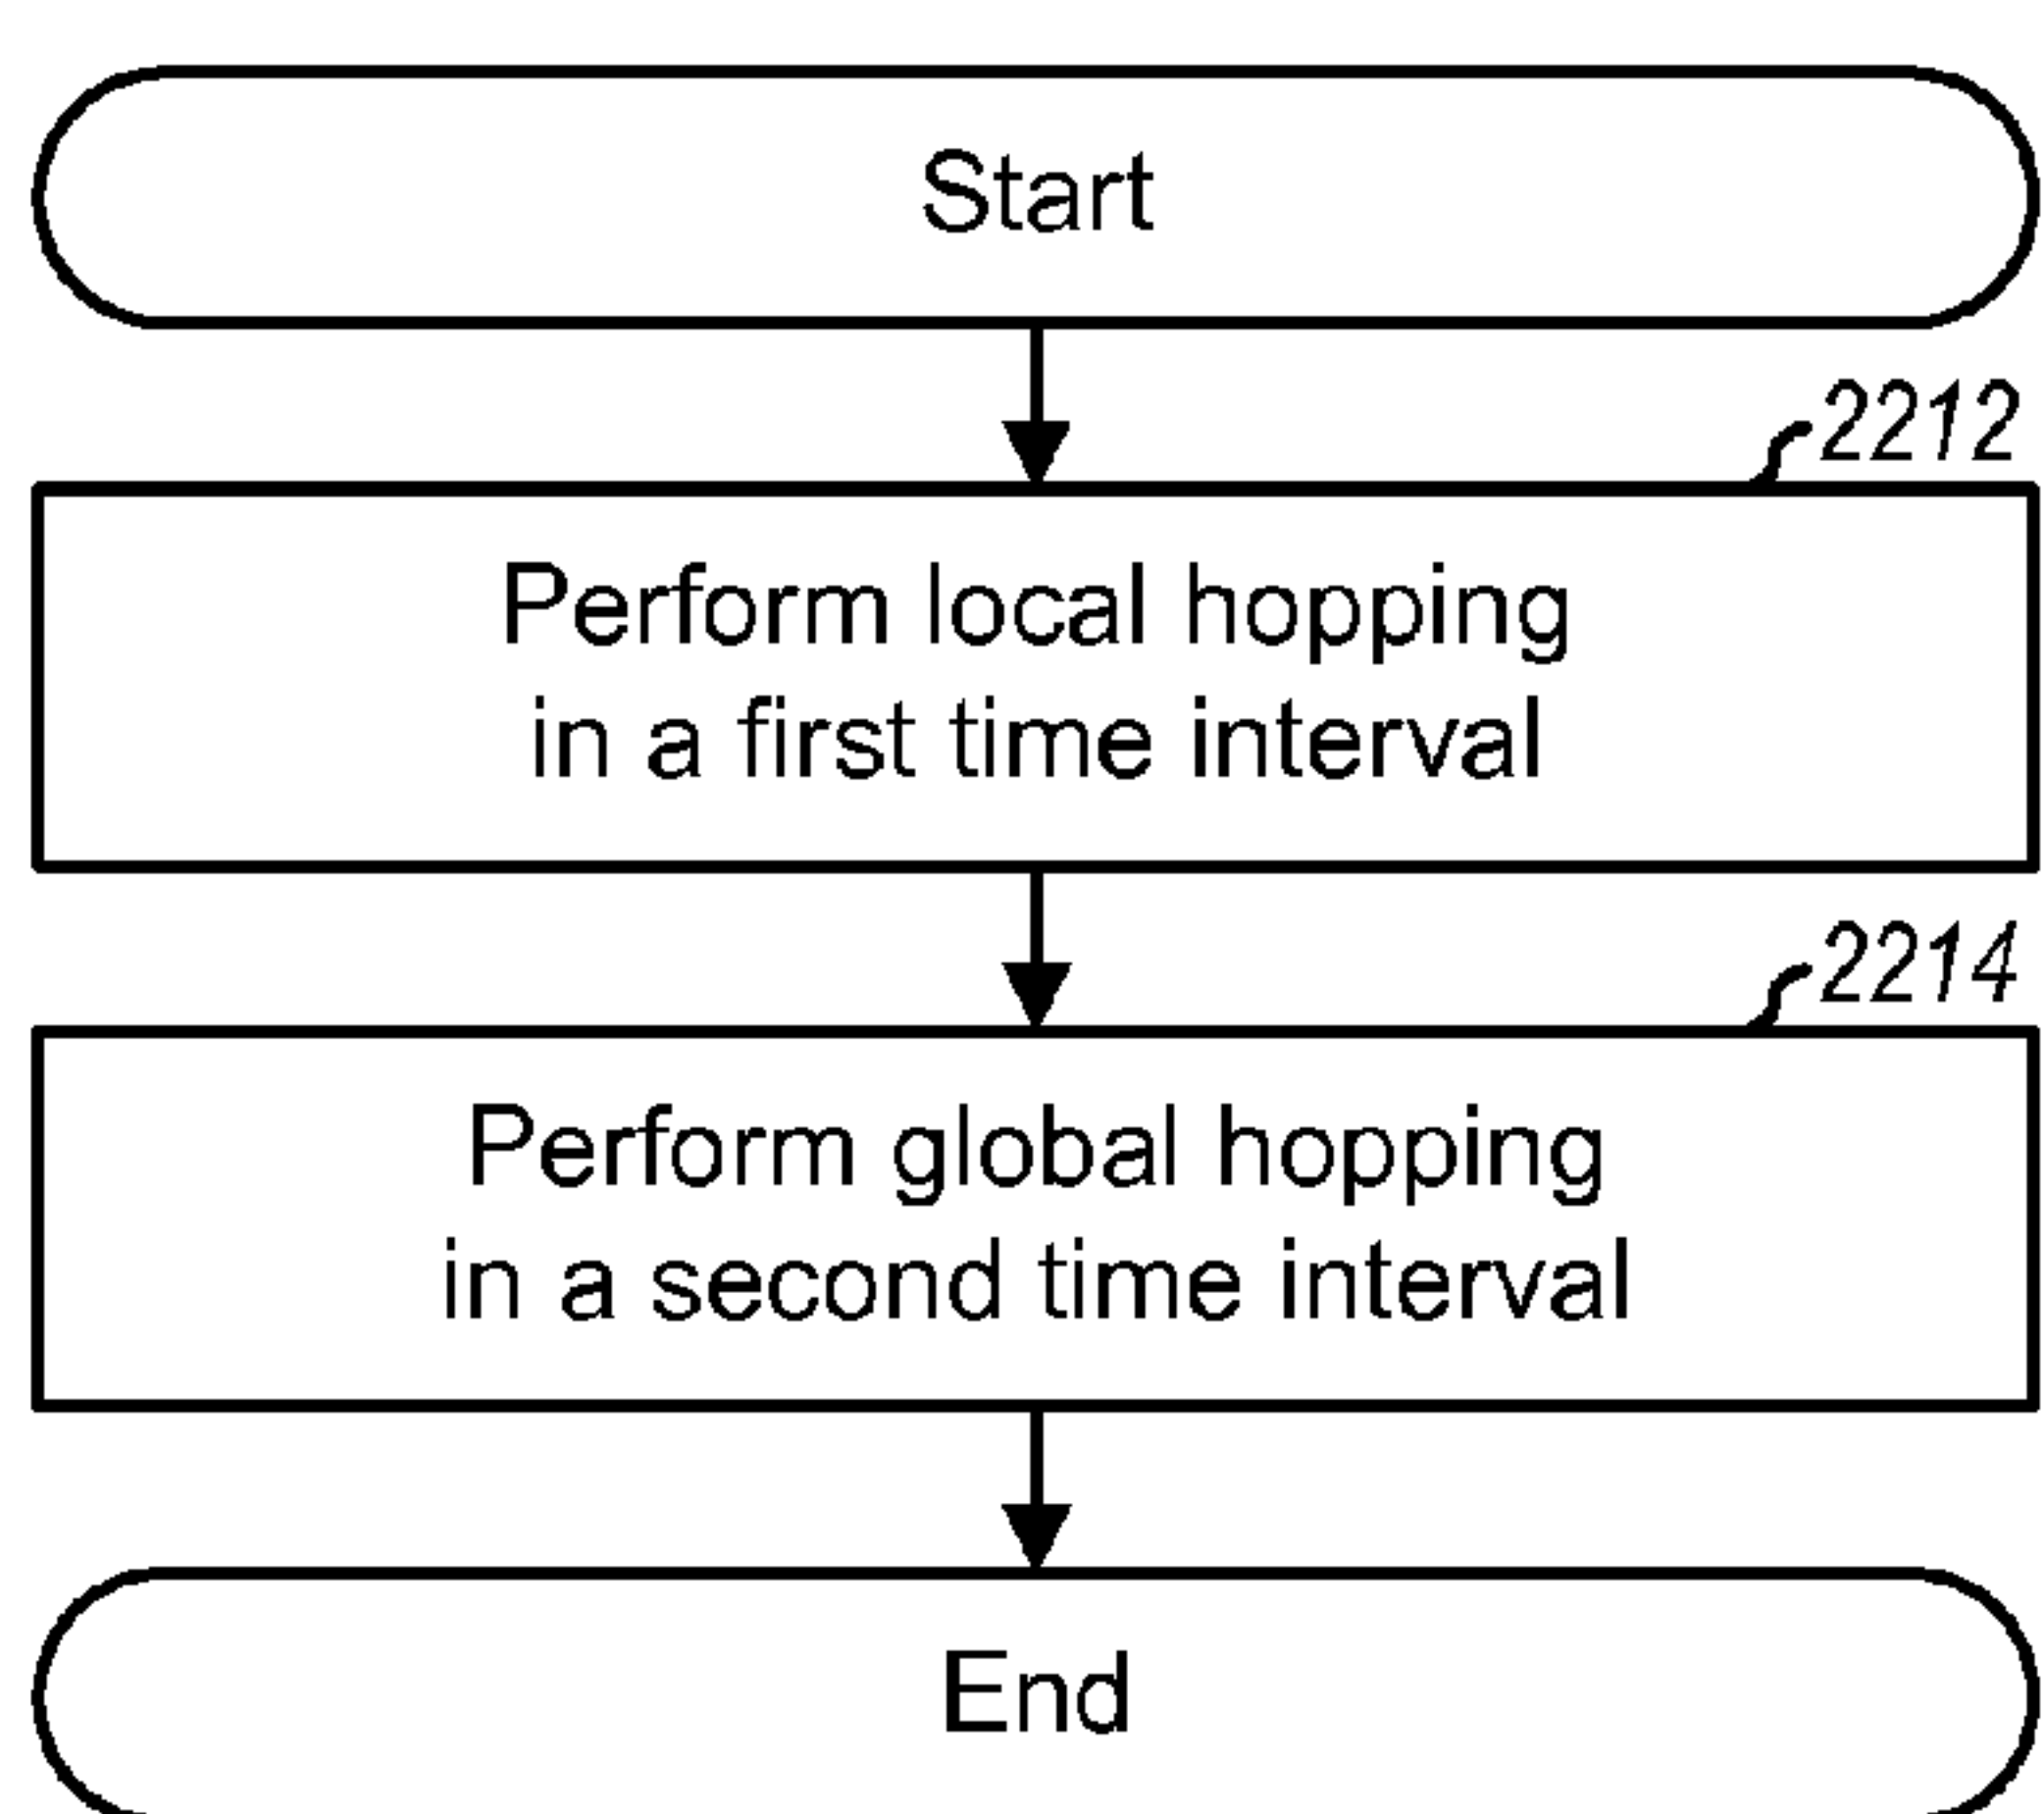 Start
2212
Perform local hopping
in a first time interval
2214
Perform global hopping
in a second time interval
End